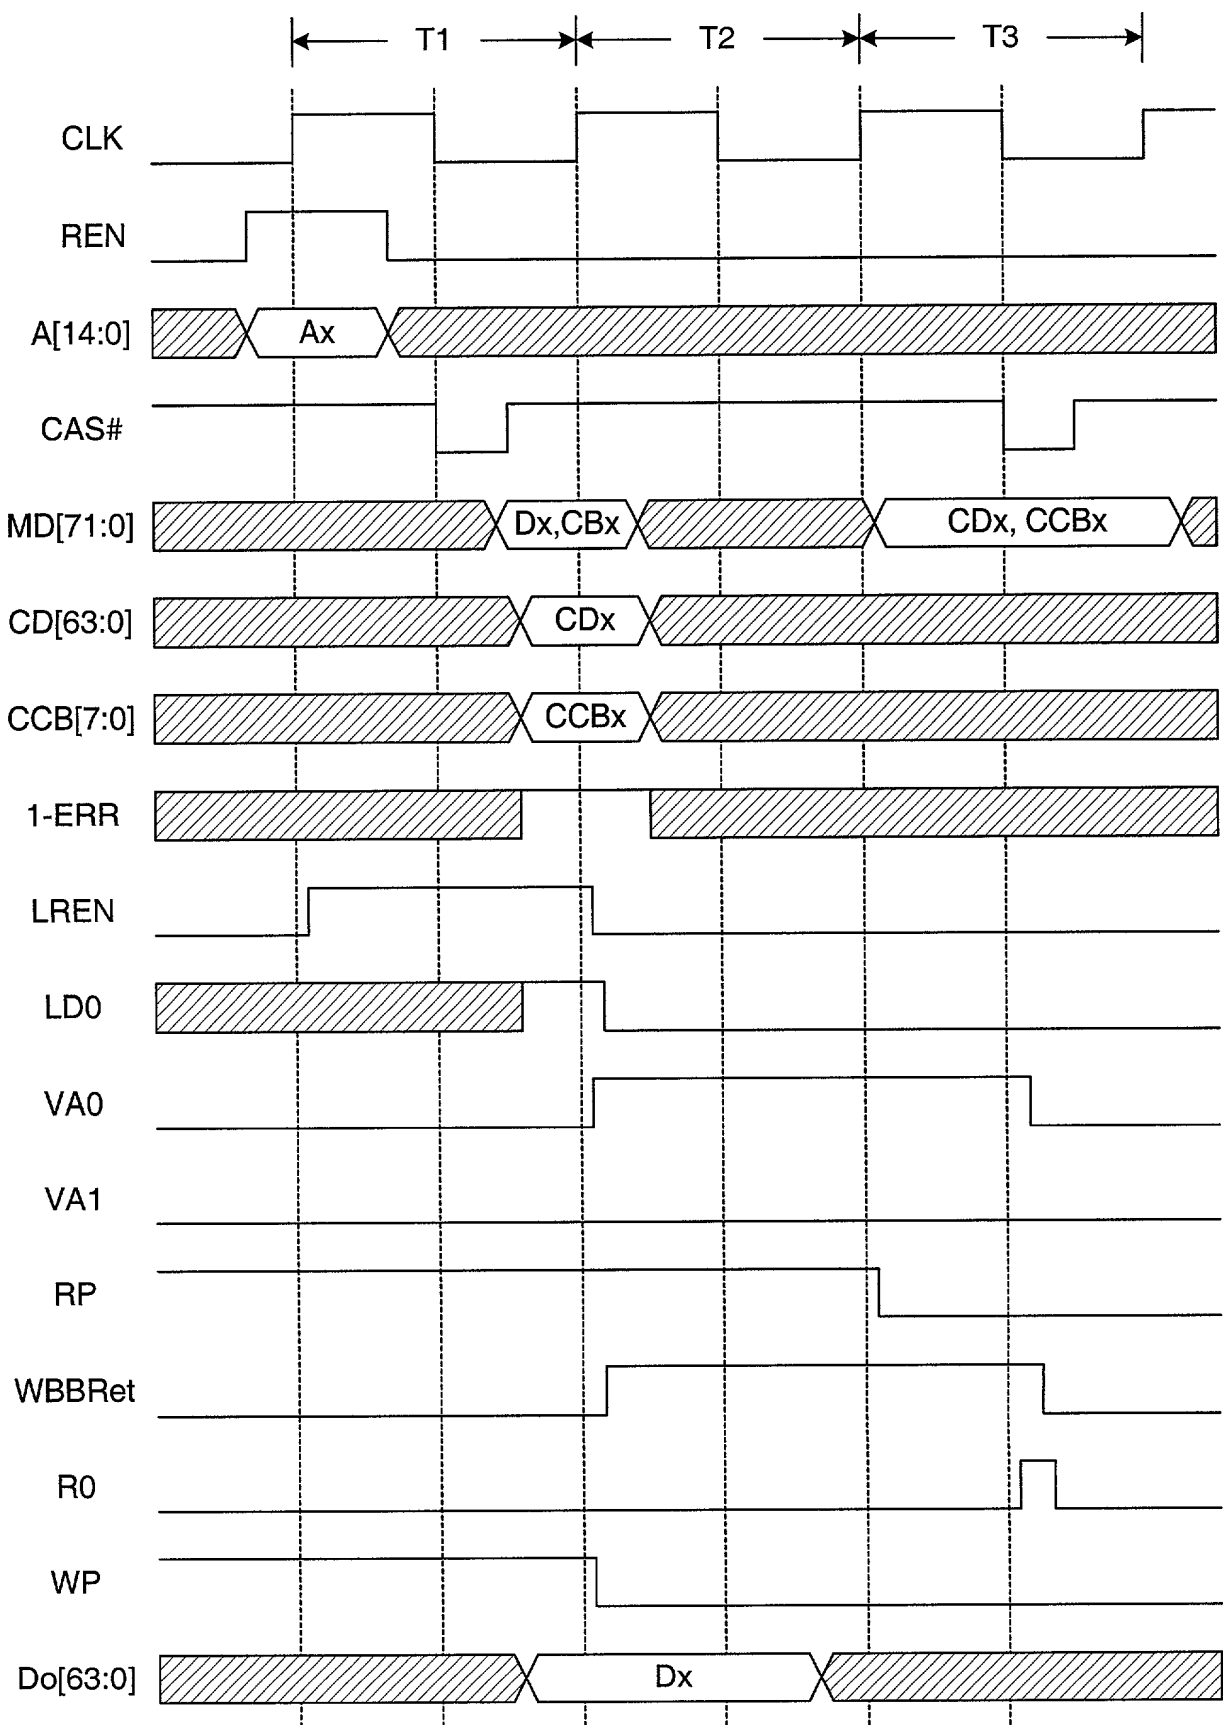 T1 T2 T3
CLK
REN
A[14:0] Ax
CAS#
MD[71:0] Dx,CBx CDx, CCBx
CD[63:0] CDx
CCB[7:0] CCBx
1-ERR
LREN
LD0
VA0
VA1
RP
WBBRet
R0
WP
Do[63:0] Dx